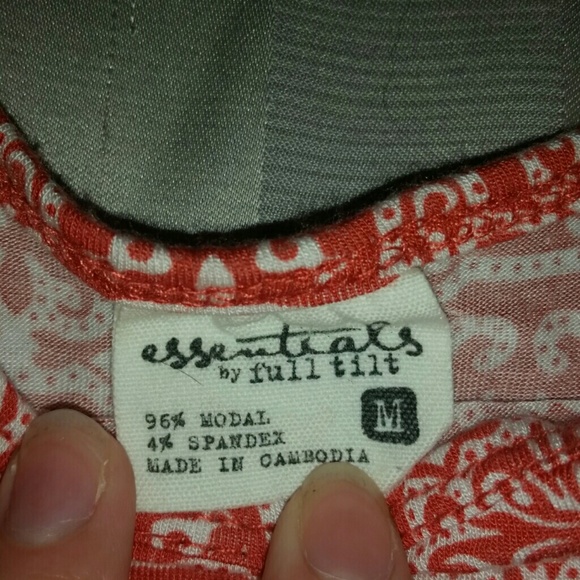 essentials
by full tilt
M
96% MODAL
4% SPANDEX
MADE IN CAMBODIA